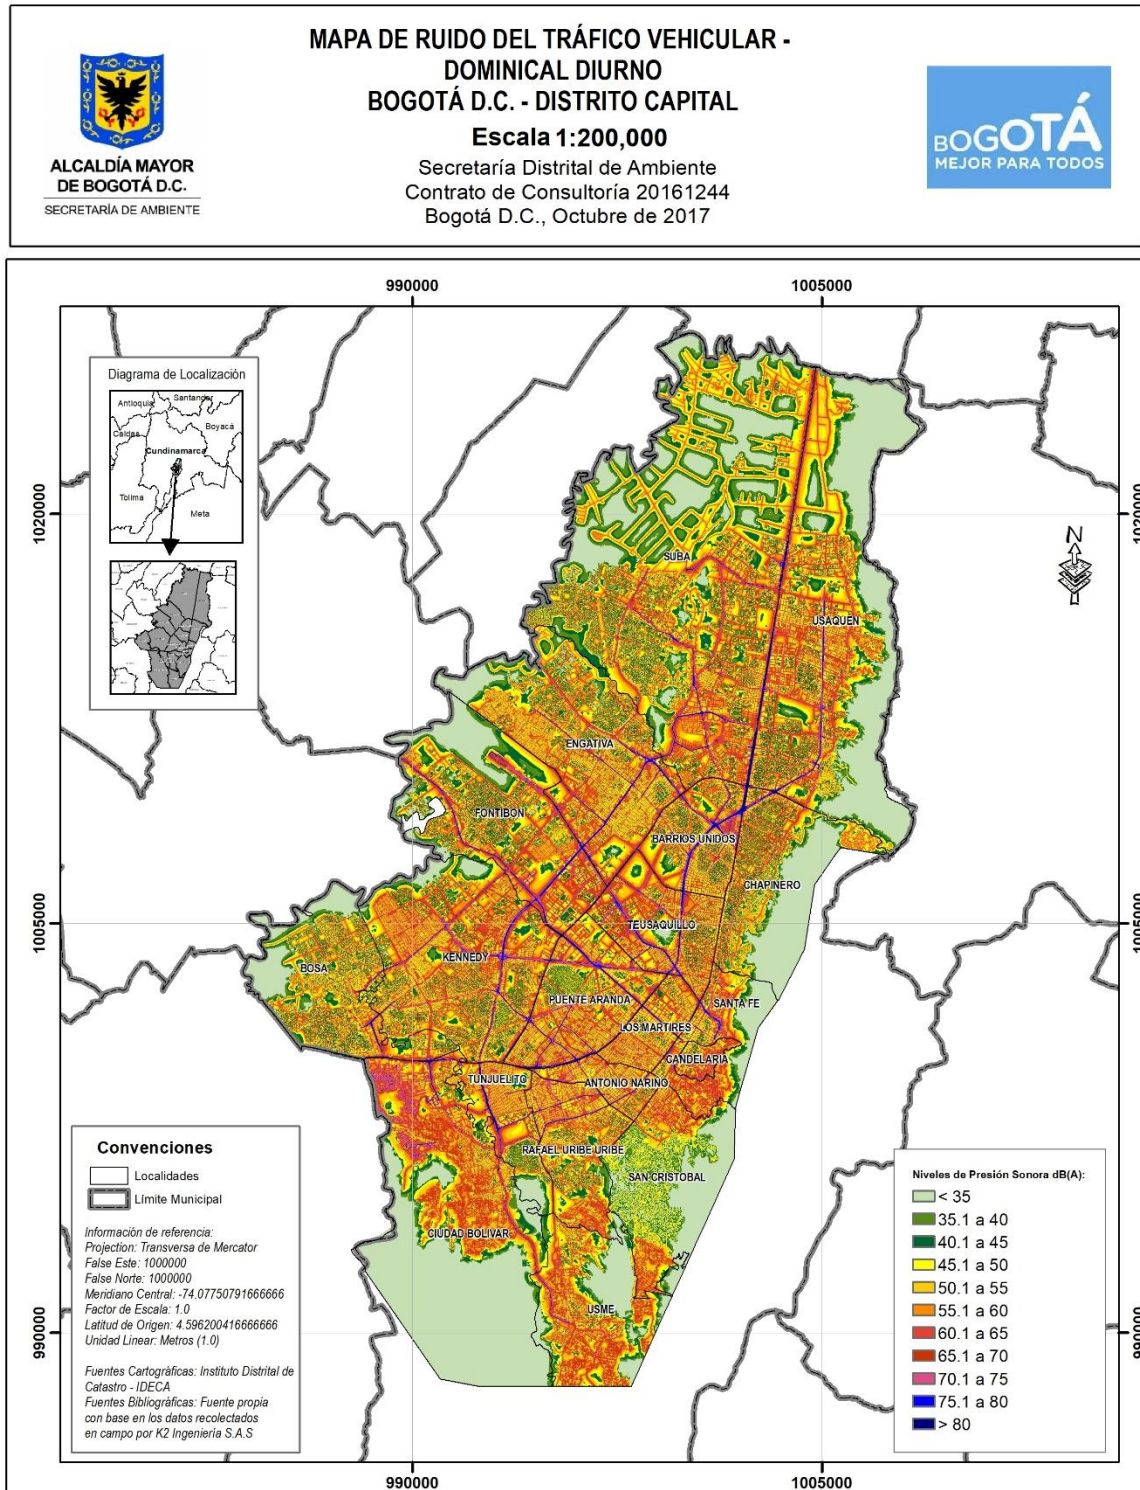 MAPA DE RUIDO DEL TRÁFICO VEHICULAR -
DOMINICAL DIURNO
BOGOTÁ D.C. - DISTRITO CAPITAL
Escala 1:200,000
Secretaría Distrital de Ambiente
Contrato de Consultoría 20161244
Bogotá D.C., Octubre de 2017
ALCALDÍA MAYOR
DE BOGOTÁ D.C.
SECRETARÍA DE AMBIENTE
BOGOTÁ
MEJOR PARA TODOS
990000
1005000
Diagrama de Localización
Antioquia
Santander
Boyacá
Caldas
Cundinamarca
Tolima
Meta
1020000
1020000
N
SUBA
USAQUEN
ENGATIVA
FONTIBON
BARRIOS UNIDOS
CHAPINERO
1005000
1005000
TEUSAQUILLO
KENNEDY
BOSA
PUENTE ARANDA
SANTA FE
LOS MARTIRES
CANDELARIA
TUNJUELITO
ANTONIO NARINO
RAFAEL URIBE URIBE
SAN CRISTOBAL
CIUDAD BOLIVAR
USME
990000
990000
Convenciones
Localidades
Límite Municipal
Información de referencia:
Projection: Transversa de Mercator
False Este: 1000000
False Norte: 1000000
Meridiano Central: -74.07750791666666
Factor de Escala: 1.0
Latitud de Origen: 4.596200416666666
Unidad Linear: Metros (1.0)
Fuentes Cartográficas: Instituto Distrital de
Catastro - IDECA
Fuentes Bibliográficas: Fuente propia
con base en los datos recolectados
en campo por K2 Ingeniería S.A.S
Niveles de Presión Sonora dB(A):
< 35
35.1 a 40
40.1 a 45
45.1 a 50
50.1 a 55
55.1 a 60
60.1 a 65
65.1 a 70
70.1 a 75
75.1 a 80
> 80
990000
1005000